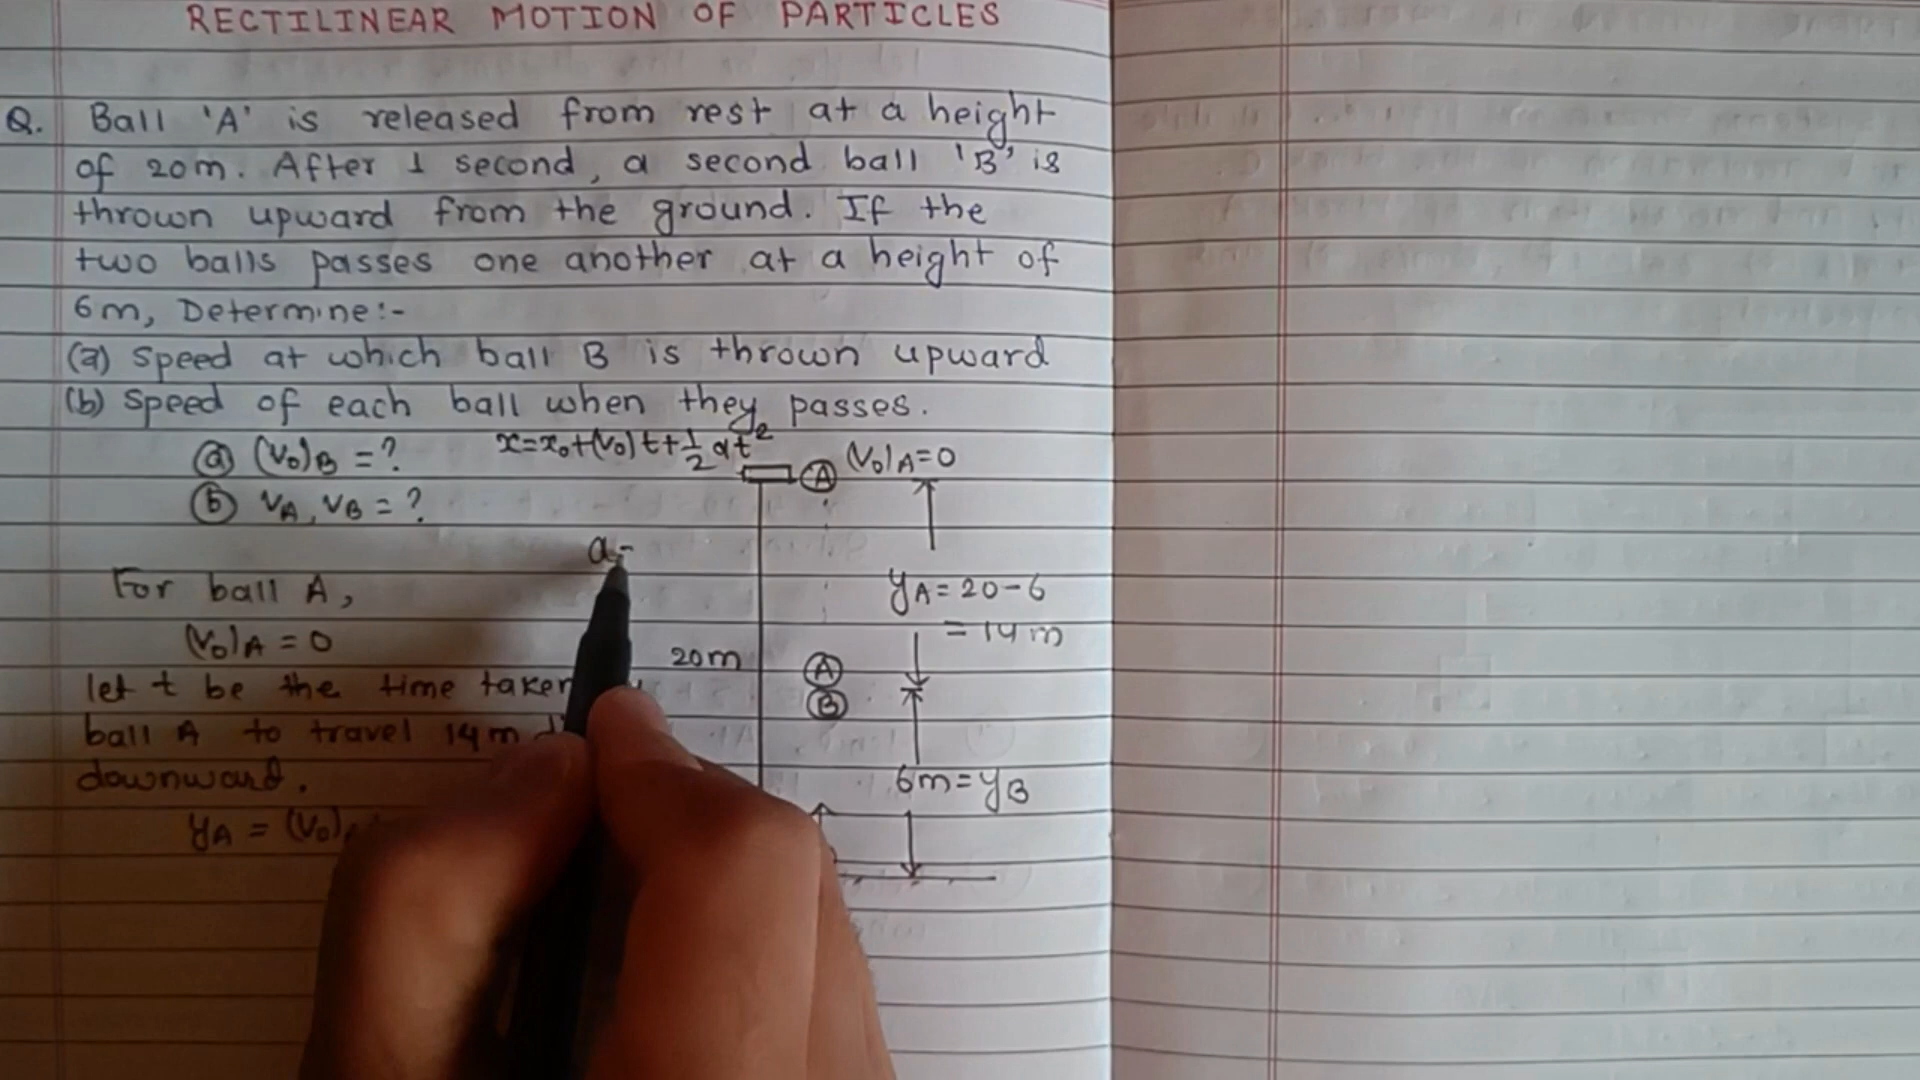 RECTILINEAR MOTION OF PARTICLES
Q. Ball 'A' is released from rest at a height
of 20m. After 1 second, a second ball 'B' is
thrown upward from the ground. If the
two balls passes one another at a height of
6m, Determine:-
(a) Speed at which ball B is thrown upward
(b) Speed of each ball when they passes.
(a) (V₀)B = ?
x=x₀+(V₀)t+1/2 at²
A (V₀)A=0
(b) VA, VB = ?
a=
For ball A,
yA = 20-6
= 14m
(V₀)A = 0
20m
A
B
let t be the time taken
ball A to travel 14m
downward.
6m=yB
yA = (V₀)